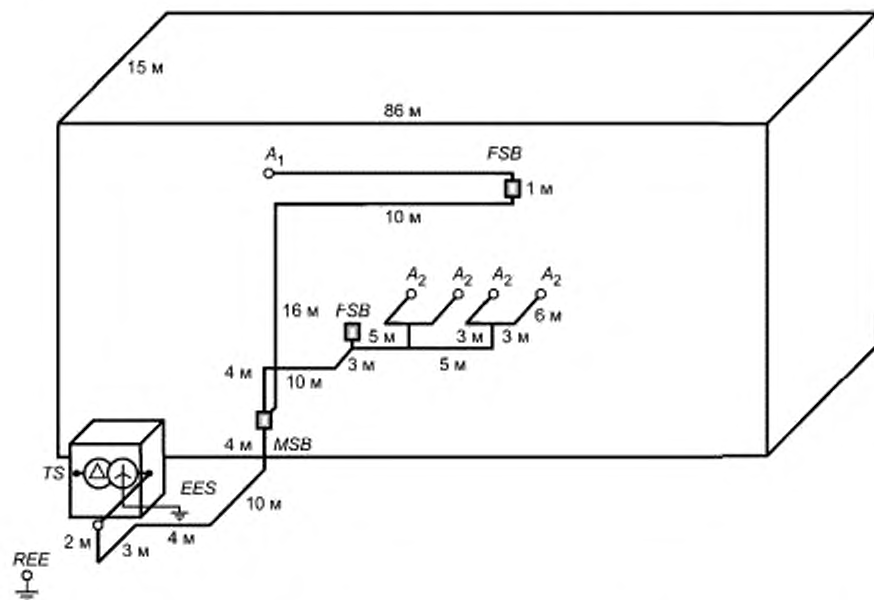 15 м
86 м
A₁
FSB
1 м
10 м
A₂ A₂ A₂ A₂
16 м
FSB
6 м
5 м
3 м
3 м
4 м
10 м
3 м
5 м
4 м
MSB
TS
EES
10 м
2 м
3 м
4 м
REE